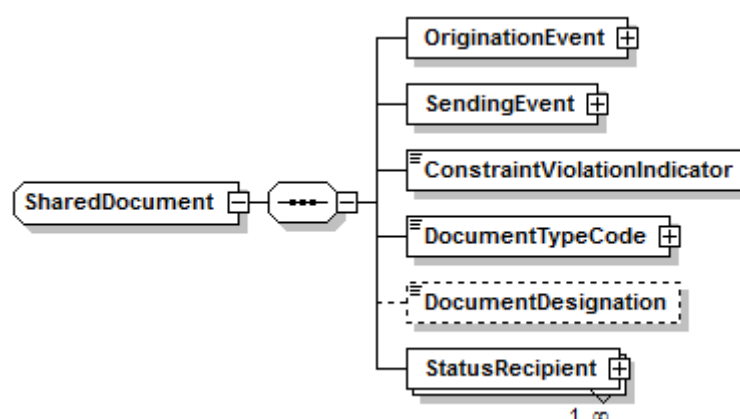 OriginationEvent
SendingEvent
ConstraintViolationIndicator
SharedDocument
DocumentTypeCode
DocumentDesignation
StatusRecipient
1 ∞